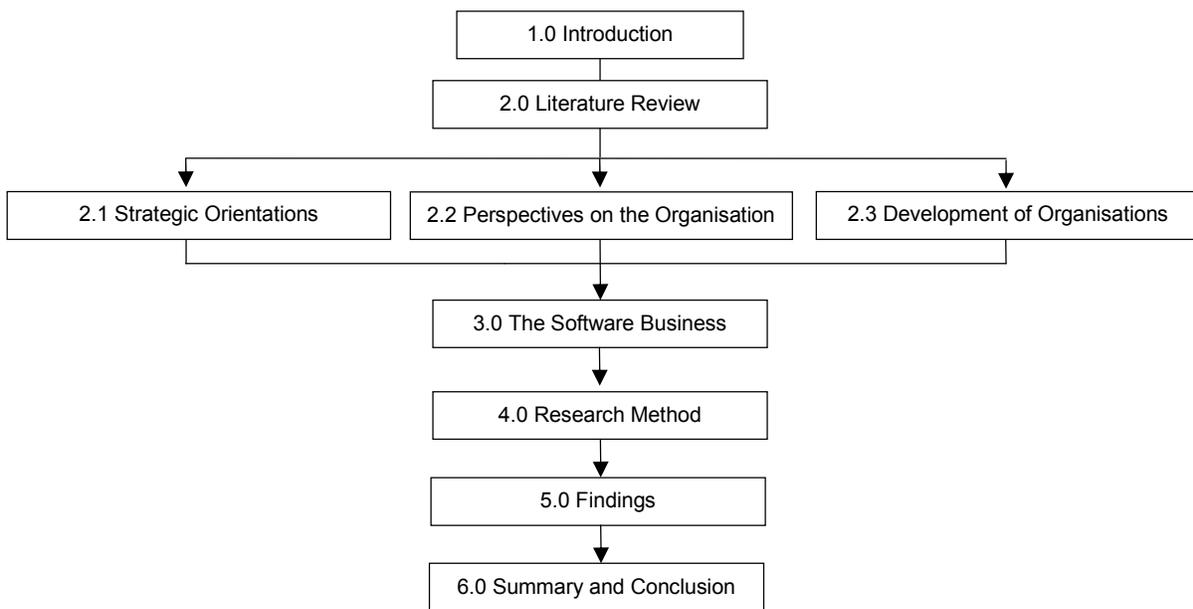 1.0 Introduction
2.0 Literature Review
2.1 Strategic Orientations
2.2 Perspectives on the Organisation
2.3 Development of Organisations
3.0 The Software Business
4.0 Research Method
5.0 Findings
6.0 Summary and Conclusion